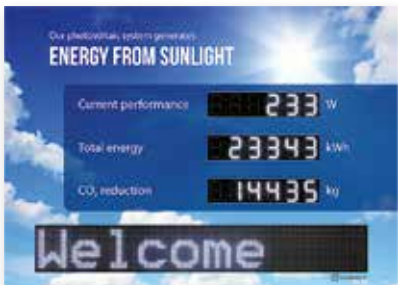 Our photovoltaic system generates
ENERGY FROM SUNLIGHT
Current performance 233 W
Total energy 23343 kWh
CO₂ reduction 14435 kg
Welcome